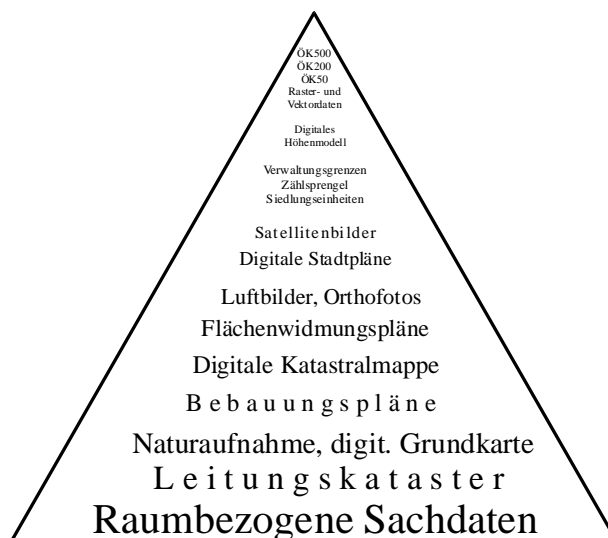 ÖK500
ÖK200
ÖK50
Raster- und
Vektordaten
Digitales
Höhenmodell
Verwaltungsgrenzen
Zählsprengel
Siedlungseinheiten
Satellitenbilder
Digitale Stadtpläne
Luftbilder, Orthofotos
Flächenwidmungspläne
Digitale Katastralmappe
Bebauungspläne
Naturaufnahme, digit. Grundkarte
Leitungskataster
Raumbezogene Sachdaten